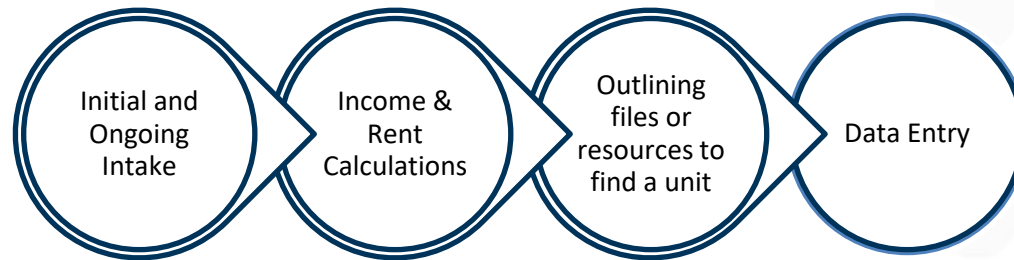 Initial and
Ongoing
Intake
Income &
Rent
Calculations
Outlining
files or
resources to
find a unit
Data Entry